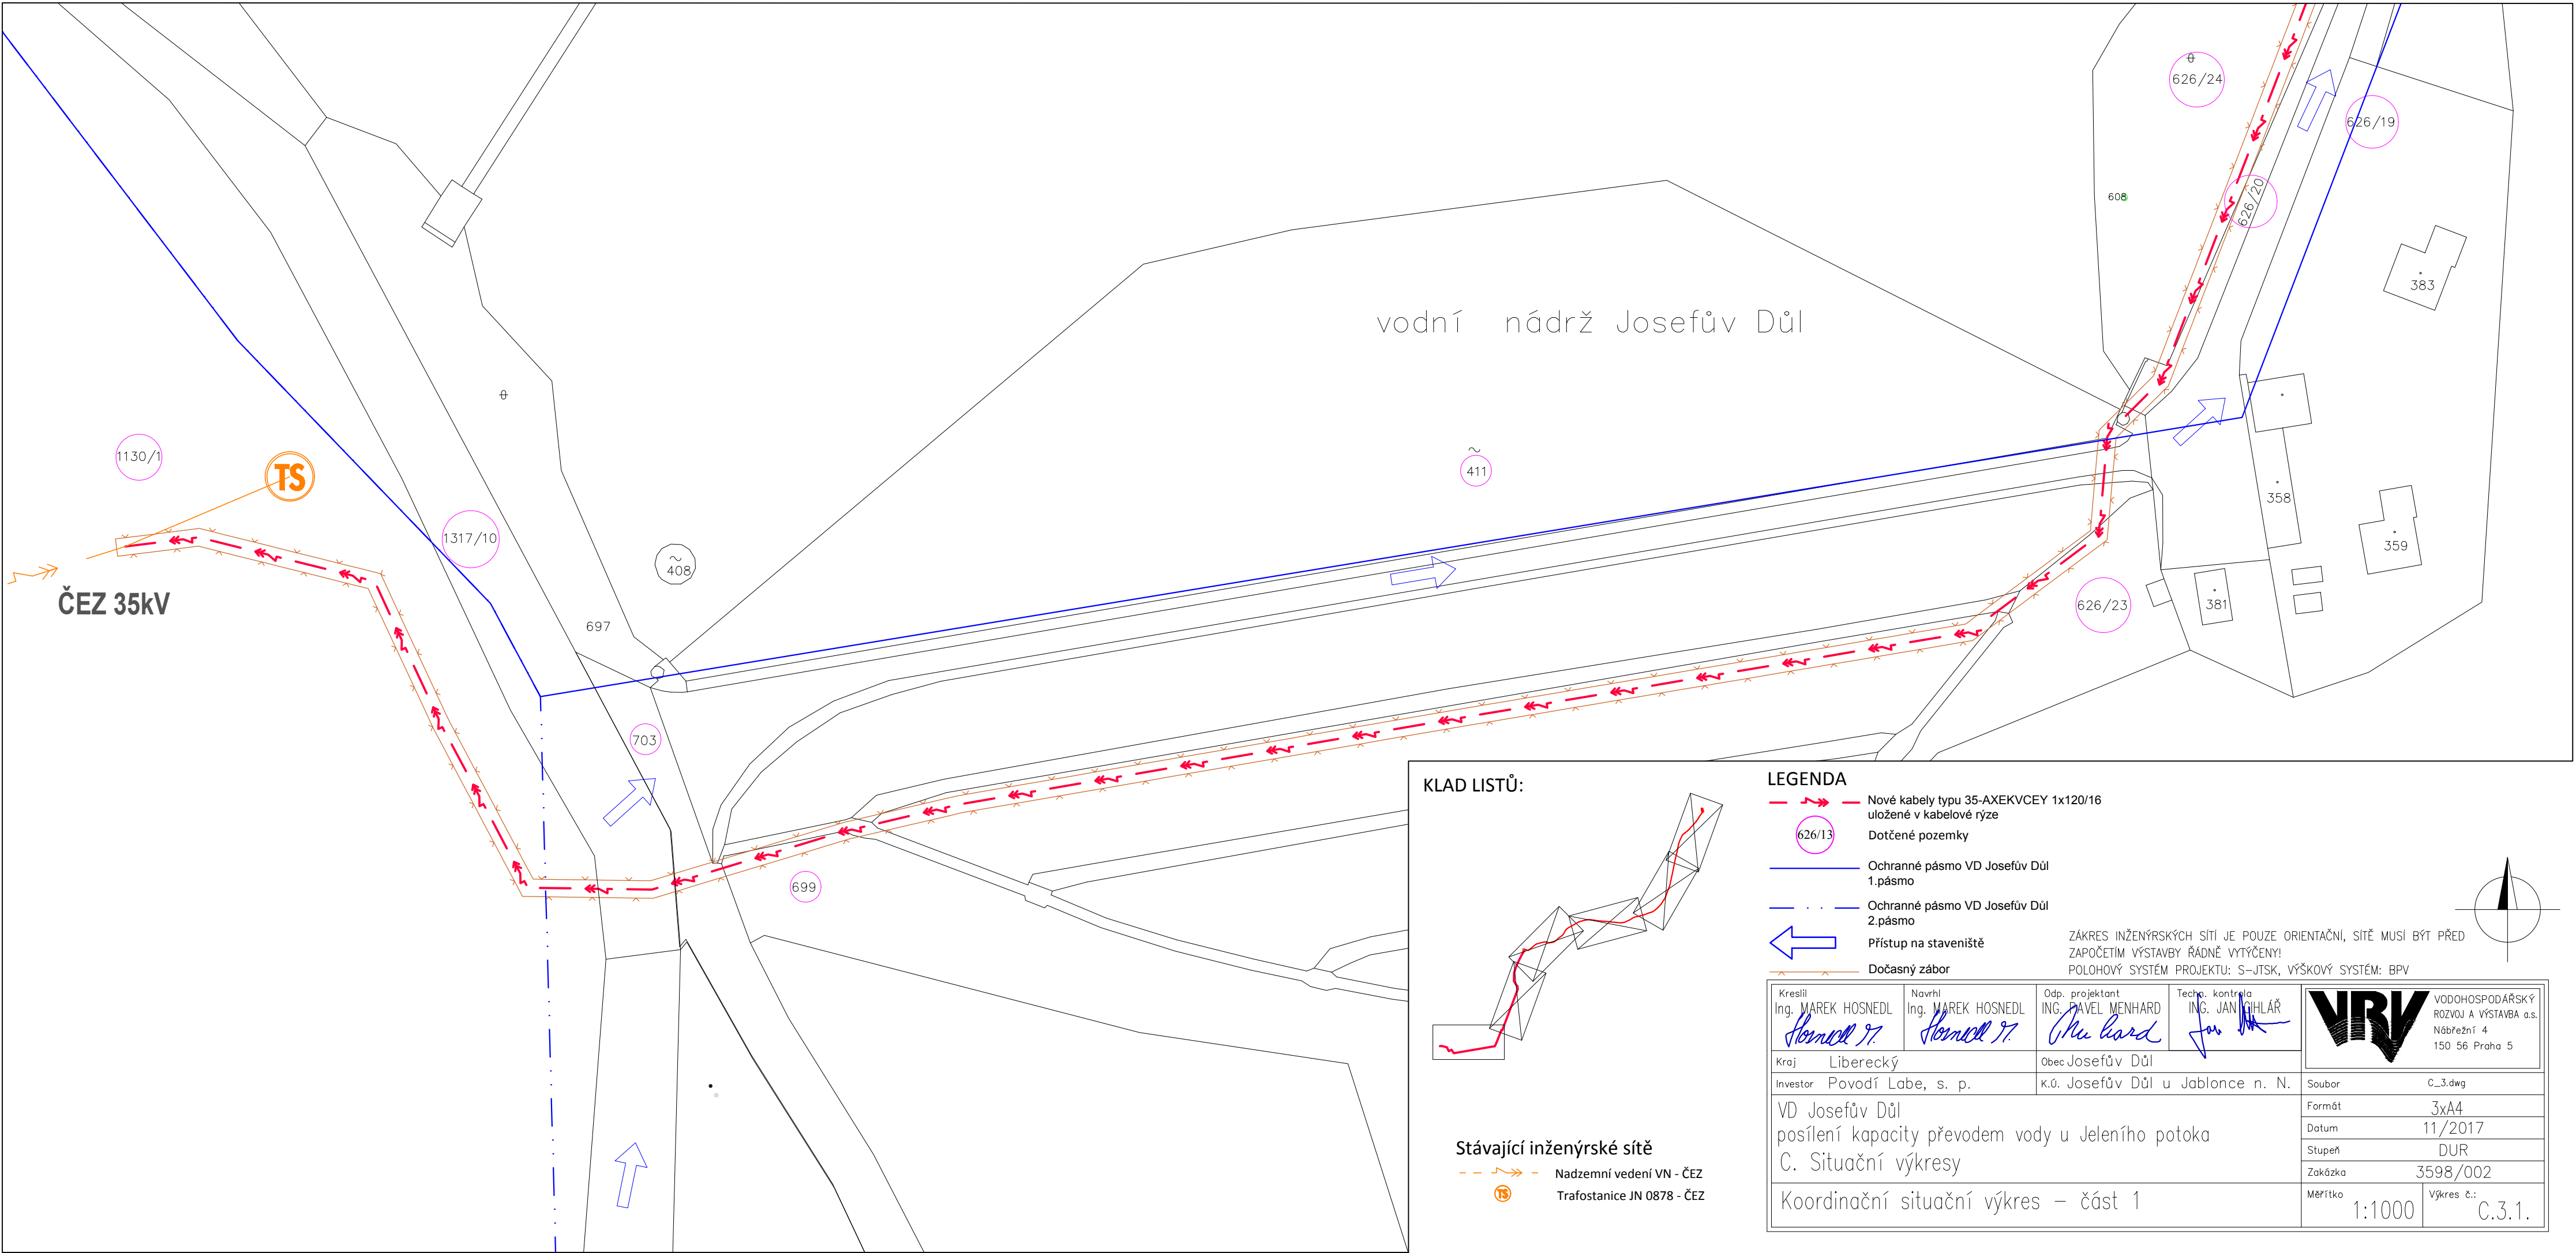 626/24
626/19
608
626/20
383
vodní nádrž Josefův Důl
1130/1
TS
411
1317/10
358
359
408
ČEZ 35kV
697
381
626/23
703
699
KLAD LISTŮ:
LEGENDA
Nové kabely typu 35-AXEKVCEY 1x120/16
uložené v kabelové rýze
626/13
Dotčené pozemky
Ochranné pásmo VD Josefův Důl
1.pásmo
Ochranné pásmo VD Josefův Důl
2.pásmo
Přístup na staveniště
Dočasný zábor
ZÁKRES INŽENÝRSKÝCH SÍTÍ JE POUZE ORIENTAČNÍ, SÍTĚ MUSÍ BÝT PŘED
ZAPOČETÍM VÝSTAVBY ŘÁDNĚ VYTÝČENY!
POLOHOVÝ SYSTÉM PROJEKTU: S-JTSK, VÝŠKOVÝ SYSTÉM: BPV
Stávající inženýrské sítě
Nadzemní vedení VN - ČEZ
TS
Trafostanice JN 0878 - ČEZ
Kreslil
Ing. MAREK HOSNEDL
Hosnedl M.
Navrhl
Ing. MAREK HOSNEDL
Hosnedl M.
Odp. projektant
ING. PAVEL MENHARD
Techn. kontrola
ING. JAN CIHLÁŘ
VRV
VODOHOSPODÁŘSKÝ
ROZVOJ A VÝSTAVBA a.s.
Nábřežní 4
150 56 Praha 5
Kraj Liberecký
Obec Josefův Důl
Investor Povodí Labe, s. p.
K.Ú. Josefův Důl u Jablonce n. N.
Soubor C_3.dwg
VD Josefův Důl
posílení kapacity převodem vody u Jeleního potoka
C. Situační výkresy
Formát 3xA4
Datum 11/2017
Stupeň DUR
Zakázka 3598/002
Koordinační situační výkres – část 1
Měřítko 1:1000
Výkres č.: C.3.1.